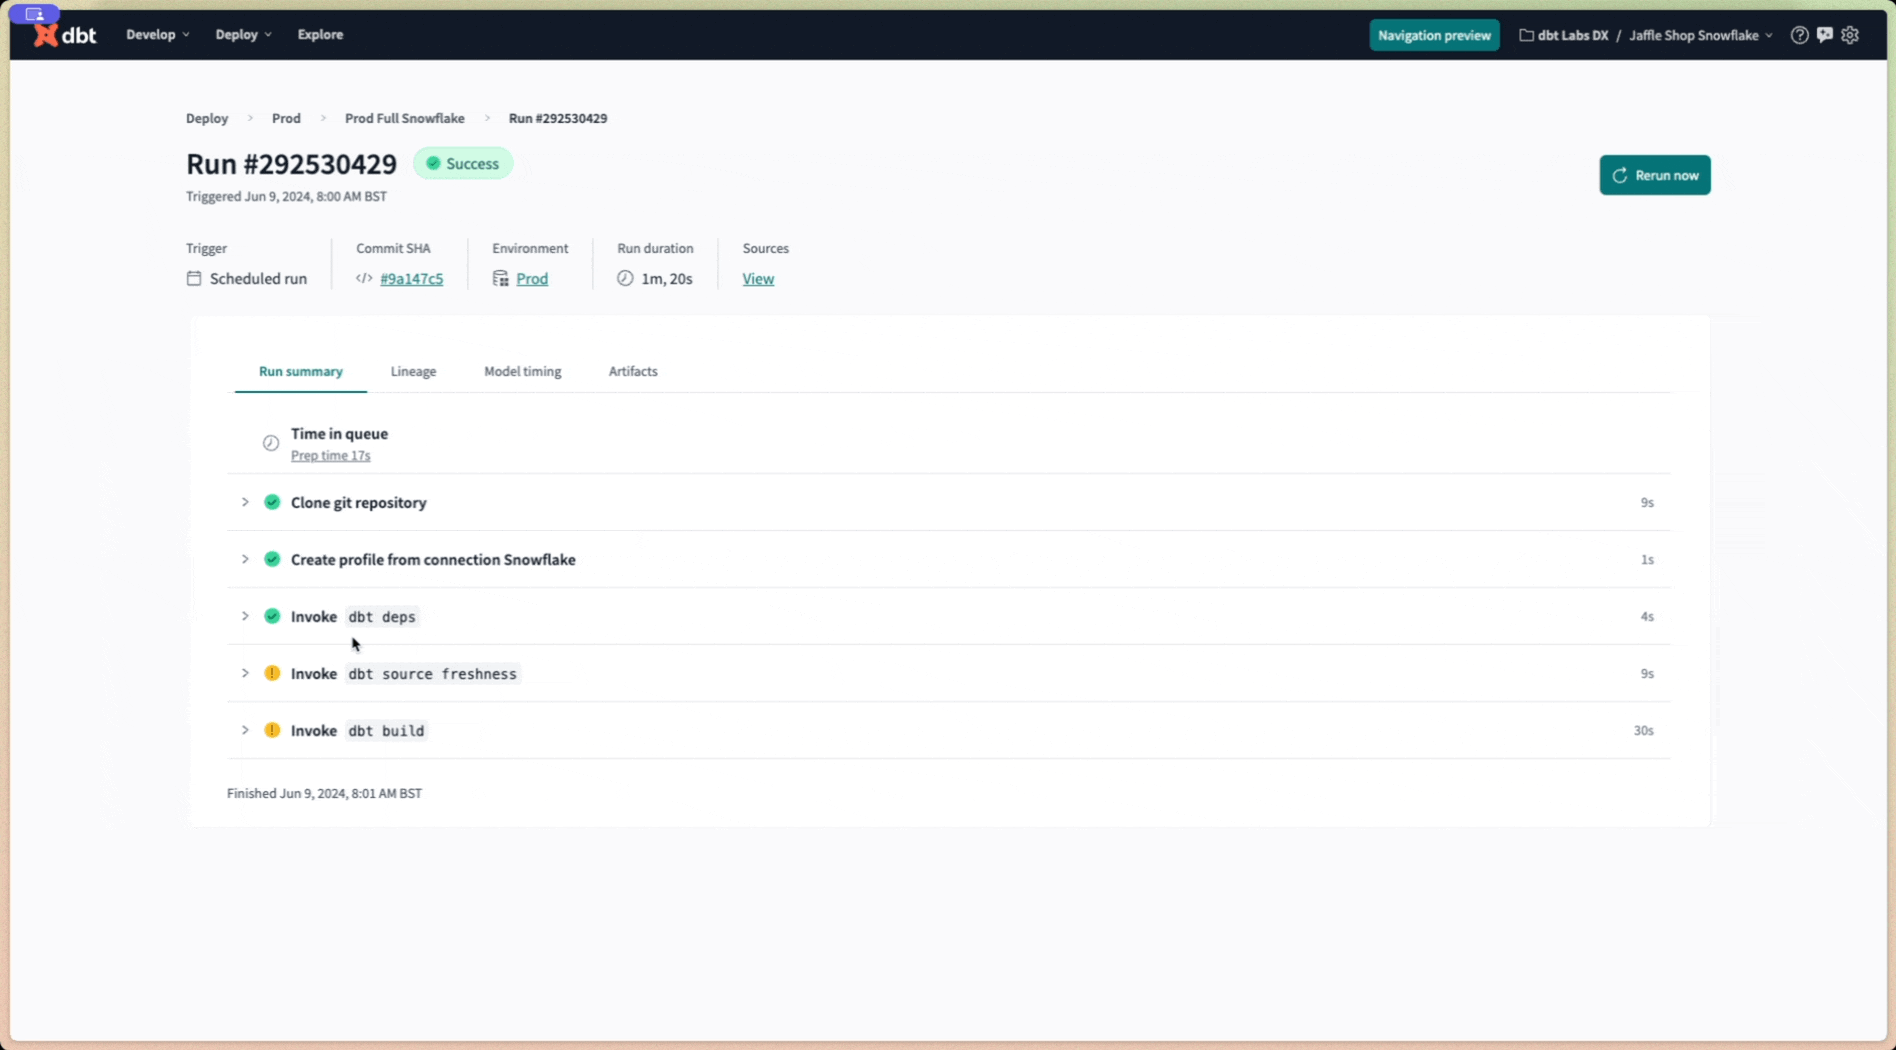 dbt Develop Deploy Explore Navigation preview dbt Labs DX / Jaffle Shop Snowflake
Deploy > Prod > Prod Full Snowflake > Run #292530429
Run #292530429 Success
Rerun now
Triggered Jun 9, 2024, 8:00 AM BST
Trigger Commit SHA Environment Run duration Sources
Scheduled run </> #9a147c5 Prod 1m, 20s View
Run summary Lineage Model timing Artifacts
Time in queue
Prep time 17s
Clone git repository 9s
Create profile from connection Snowflake 1s
Invoke dbt deps 4s
Invoke dbt source freshness 9s
Invoke dbt build 30s
Finished Jun 9, 2024, 8:01 AM BST